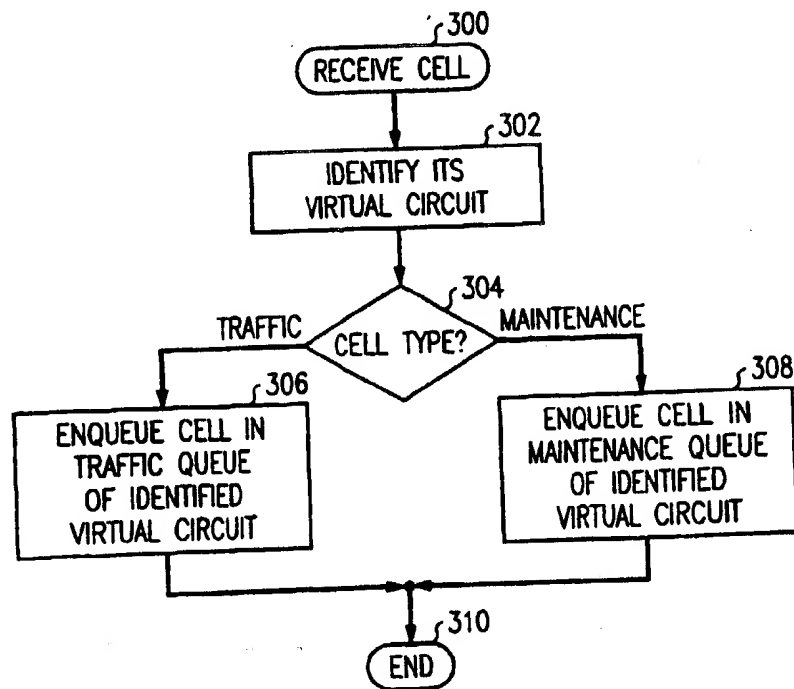 300
RECEIVE CELL
302
IDENTIFY ITS
VIRTUAL CIRCUIT
304
TRAFFIC
CELL TYPE?
MAINTENANCE
306
ENQUEUE CELL IN
TRAFFIC QUEUE
OF IDENTIFIED
VIRTUAL CIRCUIT
308
ENQUEUE CELL IN
MAINTENANCE QUEUE
OF IDENTIFIED
VIRTUAL CIRCUIT
310
END